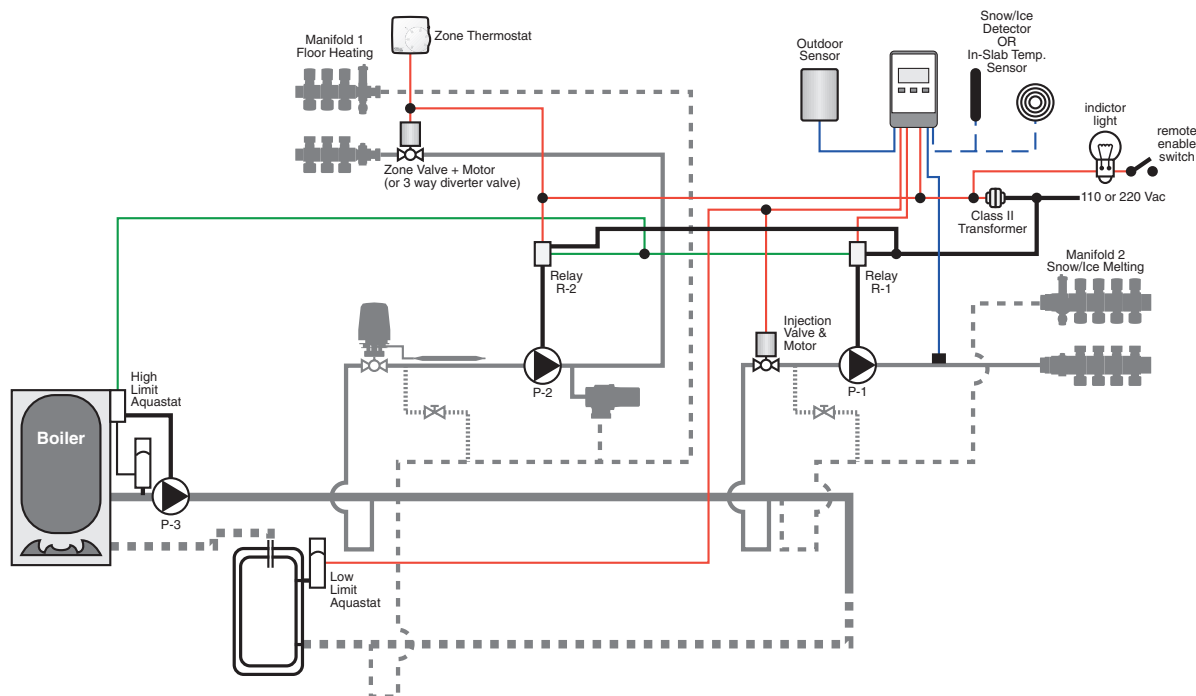 Manifold 1
Floor Heating
Zone Thermostat
Outdoor
Sensor
Snow/Ice
Detector
OR
In-Slab Temp.
Sensor
indictor
light
remote
enable
switch
Zone Valve + Motor
(or 3 way diverter valve)
110 or 220 Vac
Class II
Transformer
Relay
R-2
Relay
R-1
Manifold 2
Snow/Ice Melting
Injection
Valve &
Motor
P-2
P-1
High
Limit
Aquastat
Boiler
P-3
Low
Limit
Aquastat